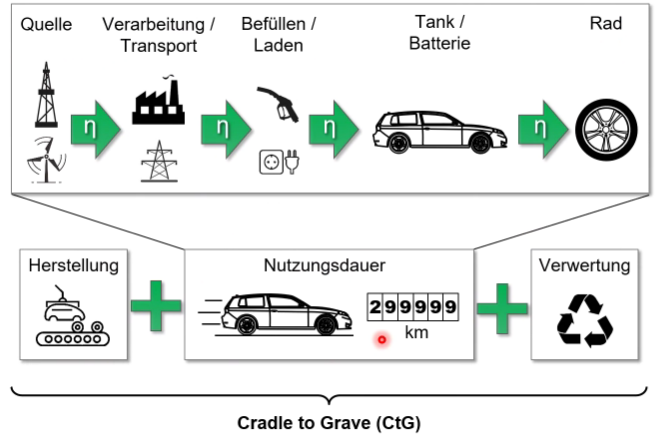 Quelle
Verarbeitung /
Transport
Befüllen /
Laden
Tank /
Batterie
Rad
η
η
η
η
Herstellung
Nutzungsdauer
299999
km
Verwertung
Cradle to Grave (CtG)